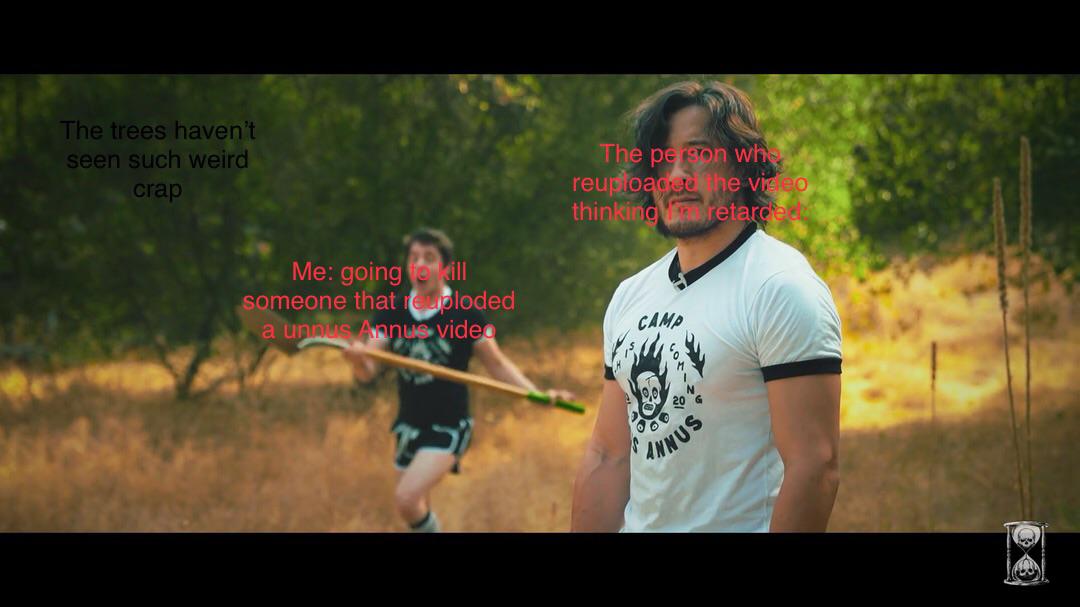 The trees haven't
seen such weird
crap
The person who
reuploaded the video
thinking I'm retarded:
Me: going to kill
someone that reuploded
a unnus Annus video
CAMP
HIS COMING
20
S ANNUS